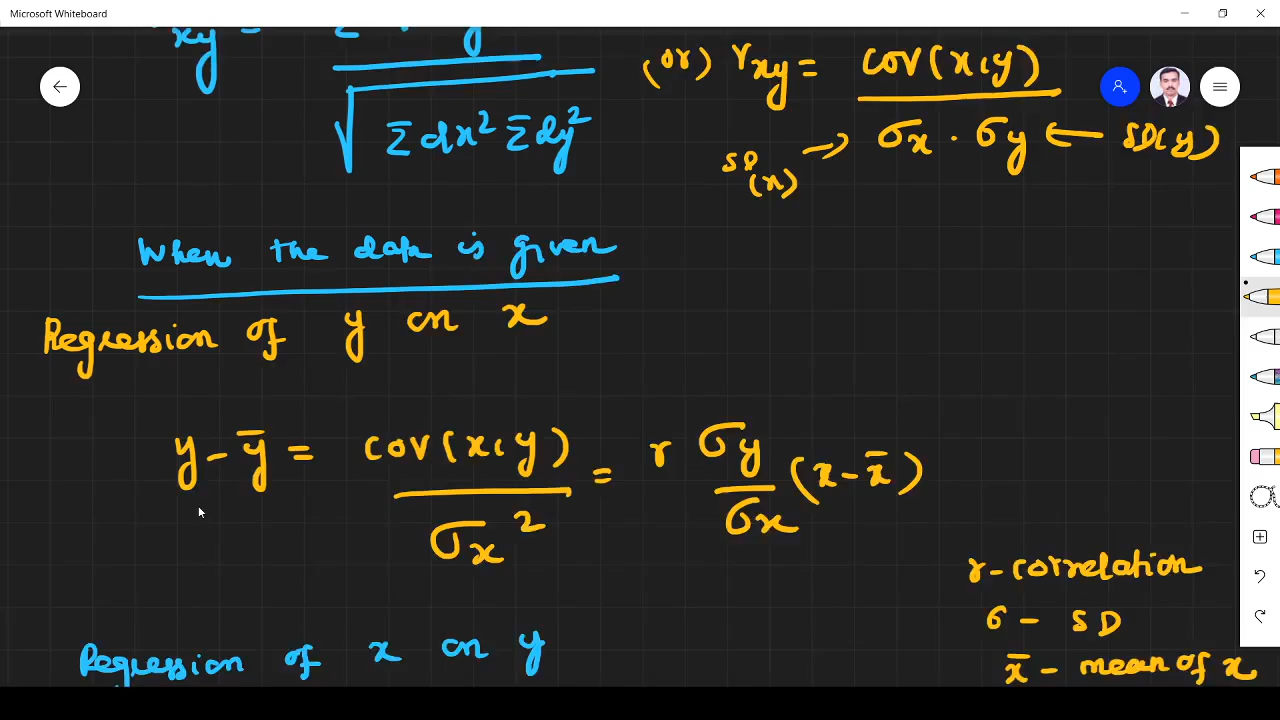 Microsoft Whiteboard
xy =
√Σdx² Σdy²
(or) rxy = cov(x,y)
σx . σy ← SD(y)
SD(x) →
When the data is given
Regression of y on x
y - ȳ = cov(x,y) / σx² = r σy / σx (x - x̄)
r - correlation
σ - SD
x̄ - mean of x
Regression of x on y